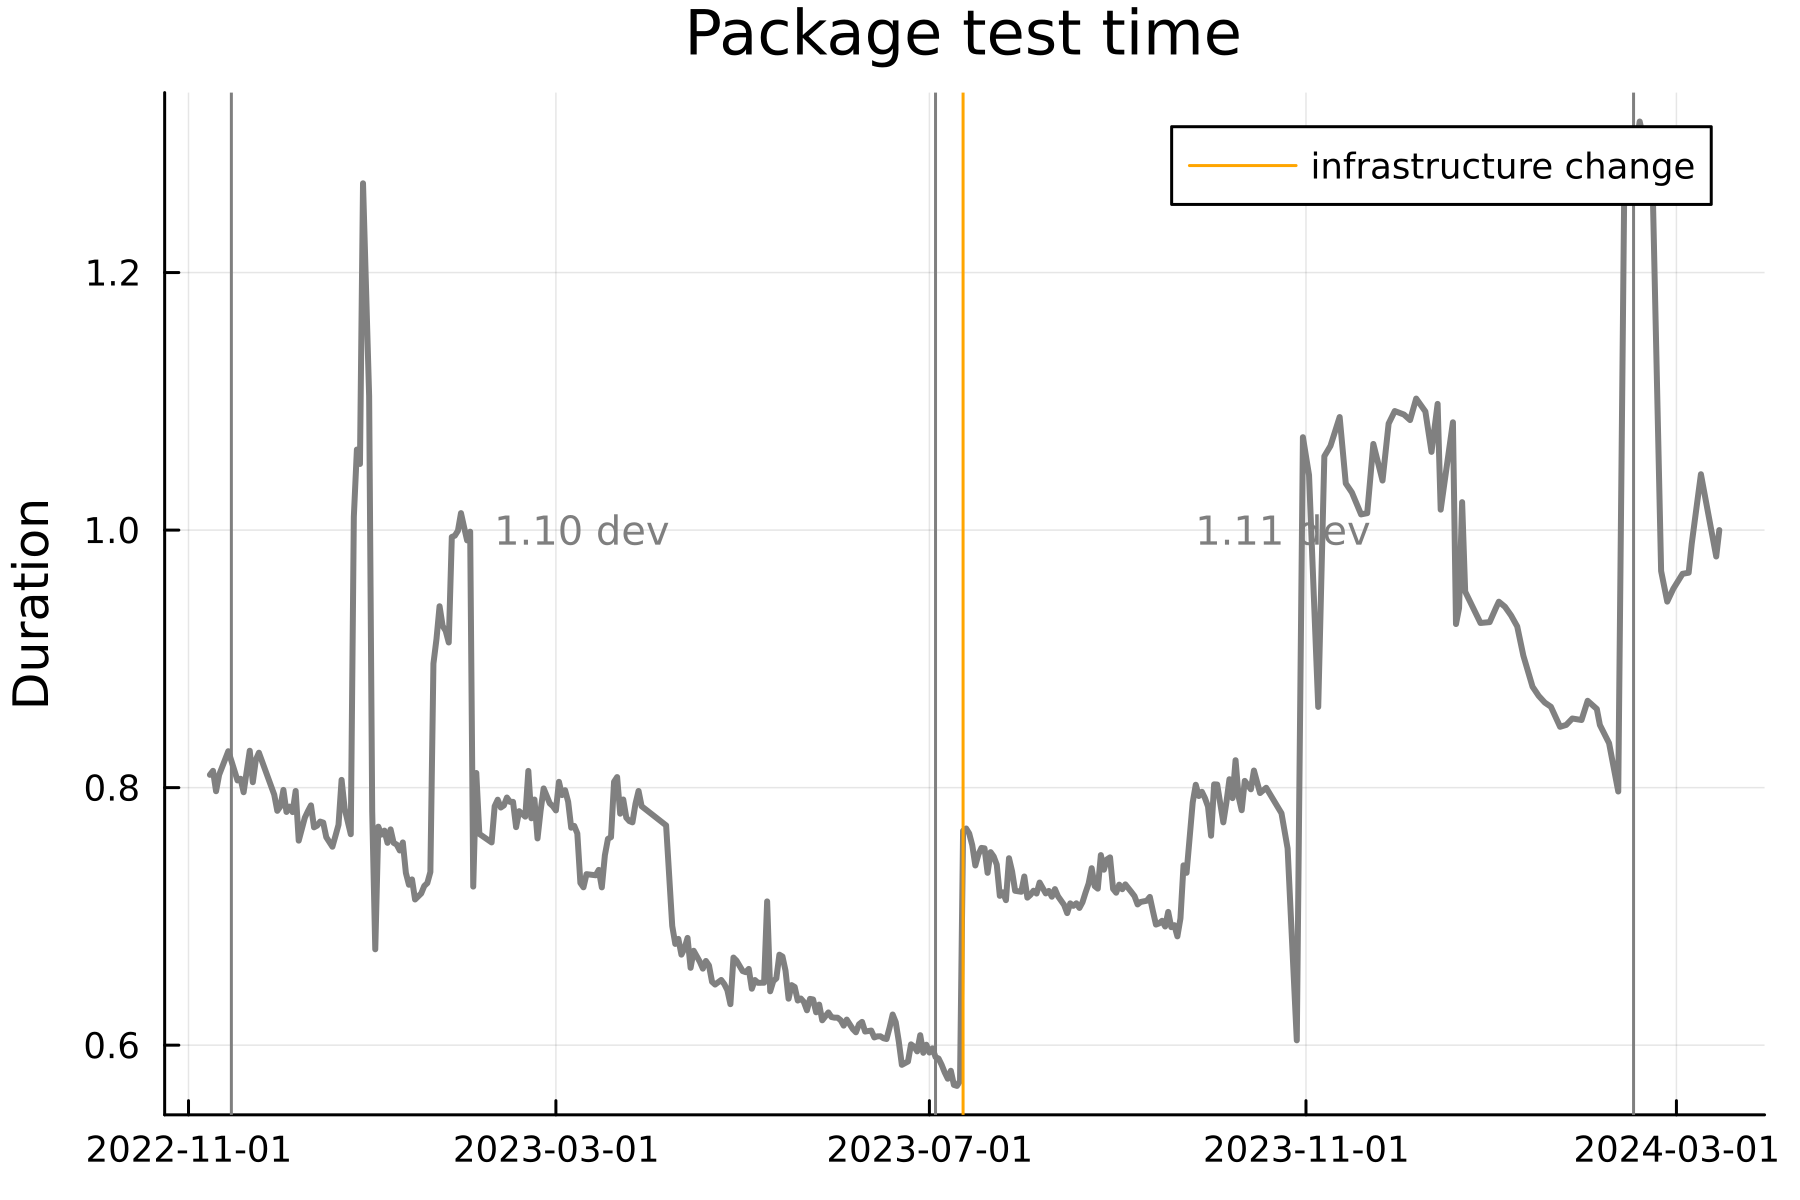 Package test time
infrastructure change
Duration
1.2
1.0
0.8
0.6
1.10 dev
1.11 dev
2022-11-01
2023-03-01
2023-07-01
2023-11-01
2024-03-01